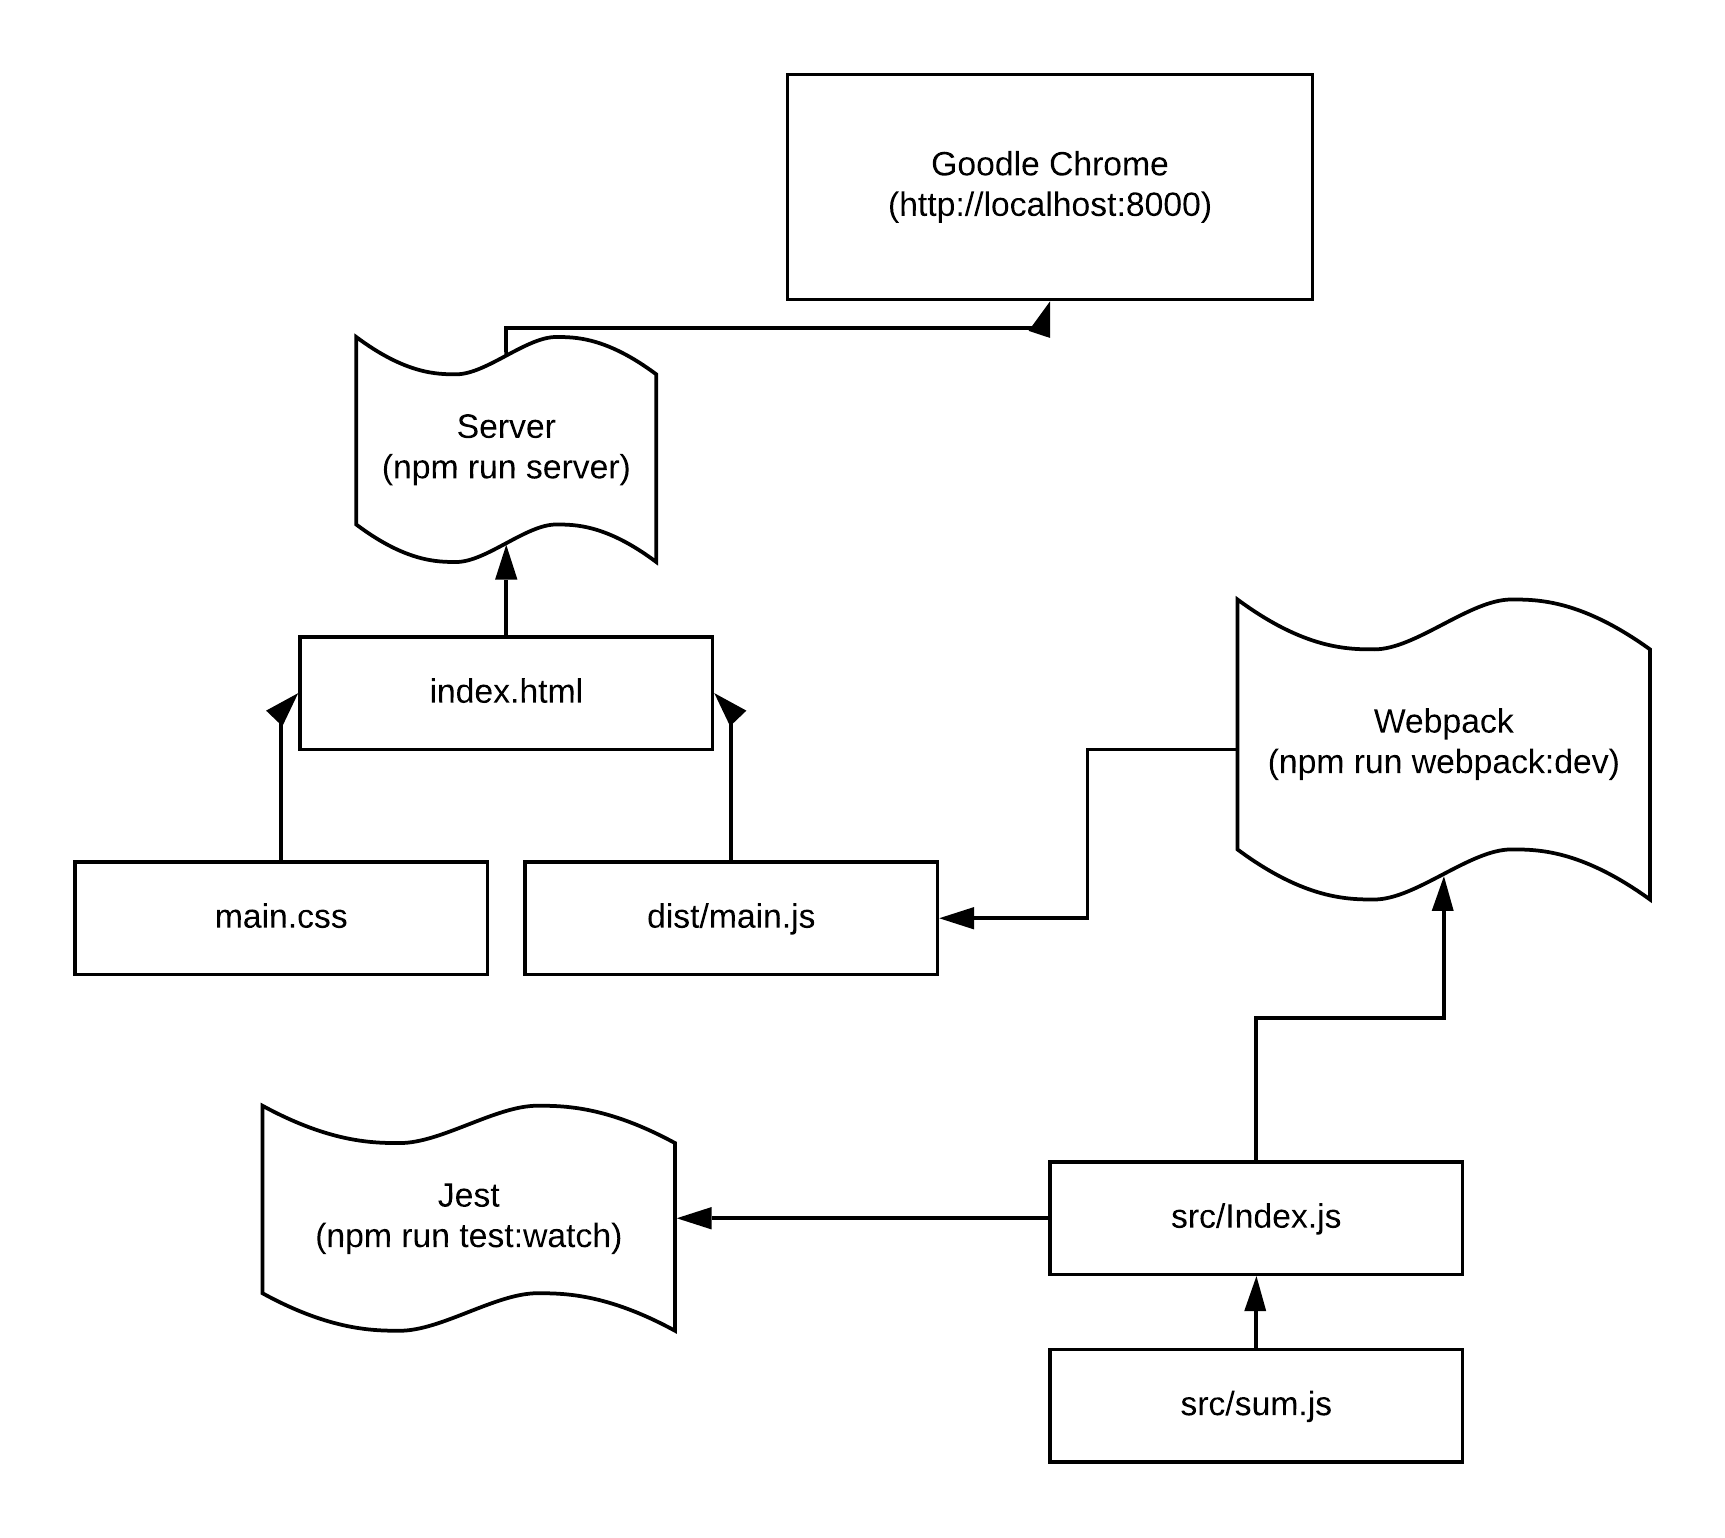 Goodle Chrome
(http://localhost:8000)
Server
(npm run server)
index.html
Webpack
(npm run webpack:dev)
main.css
dist/main.js
Jest
(npm run test:watch)
src/Index.js
src/sum.js